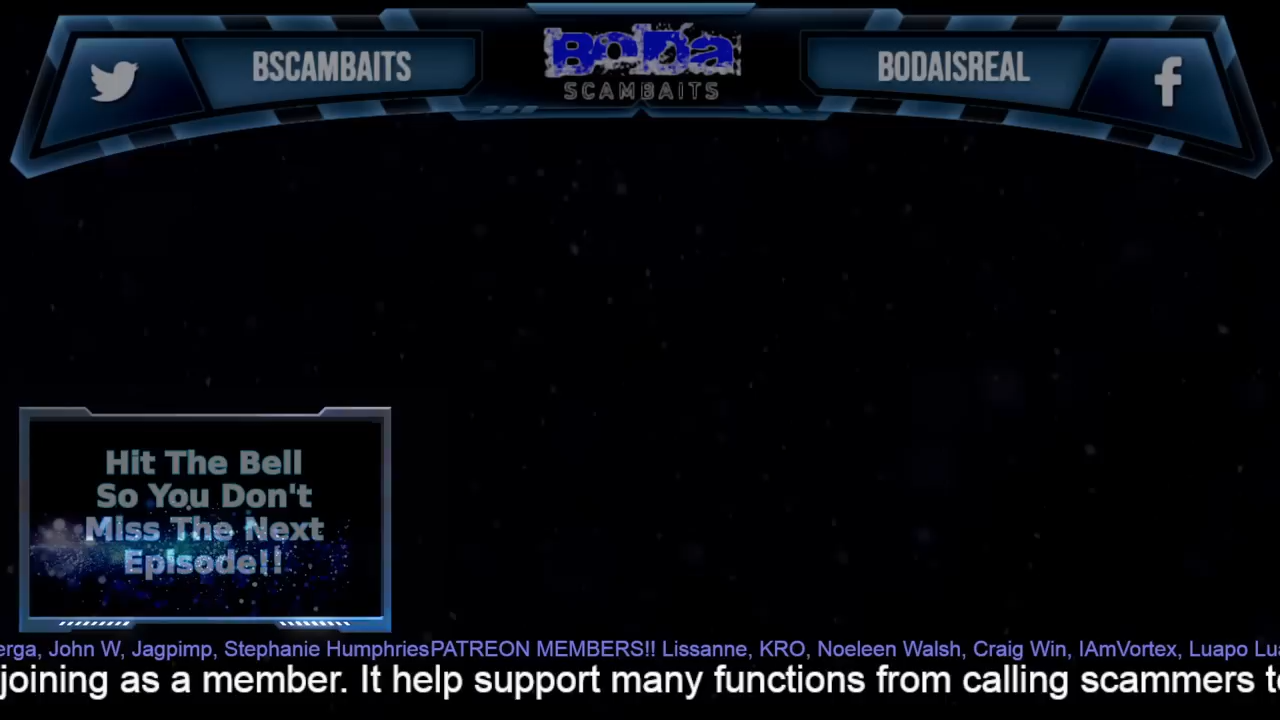 BSCAMBAITS
BoDa
SCAMBAITS
BODAISREAL
Hit The Bell
So You Don't
Miss The Next
Episode!!
erga, John W, Jagpimp, Stephanie HumphriesPATREON MEMBERS!! Lissanne, KRO, Noeleen Walsh, Craig Win, IAmVortex, Luapo Lua
joining as a member. It help support many functions from calling scammers to